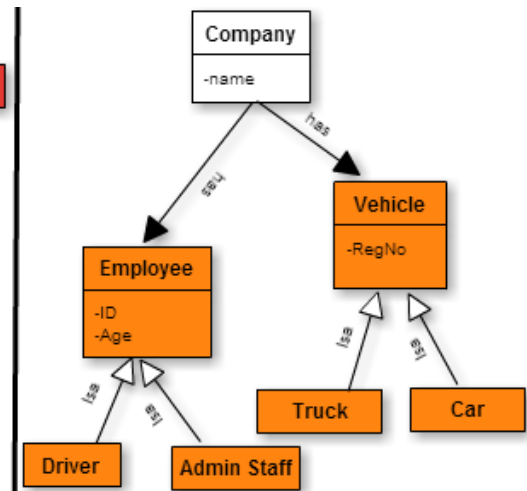 Company
-name
has
has
Vehicle
-RegNo
Employee
-ID
-Age
Isa
Isa
Isa
Isa
Truck
Car
Driver
Admin Staff